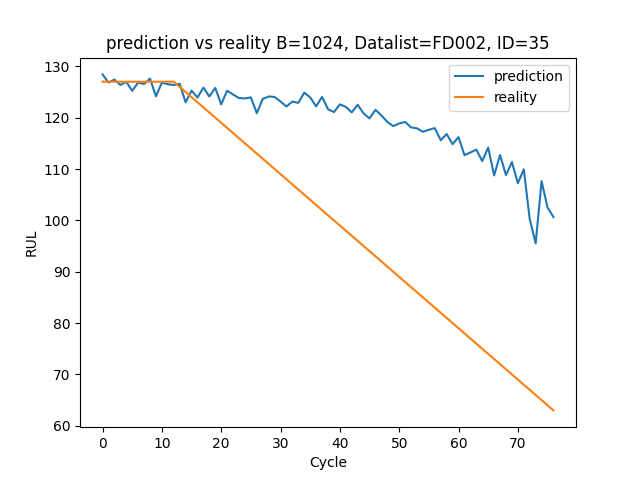 prediction vs reality B=1024, Datalist=FD002, ID=35
130
120
110
100
90
80
70
60
RUL
prediction
reality
0 10 20 30 40 50 60 70
Cycle